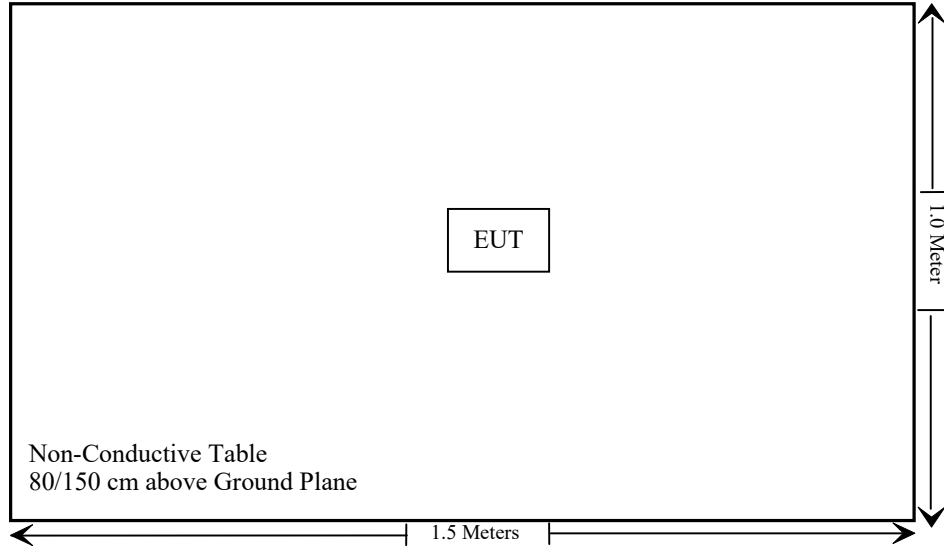 EUT
1.0 Meter
Non-Conductive Table
80/150 cm above Ground Plane
1.5 Meters